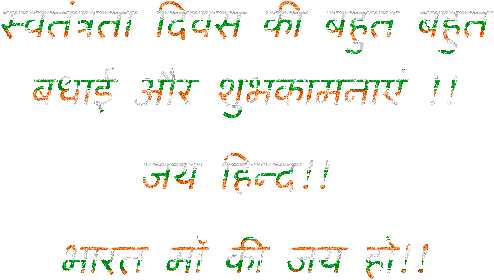 स्वतंत्रता दिवस की बहुत बहुत
बधाई और शुभकामनाएं !!
जय हिन्द!!
भारत माँ की जय हो!!